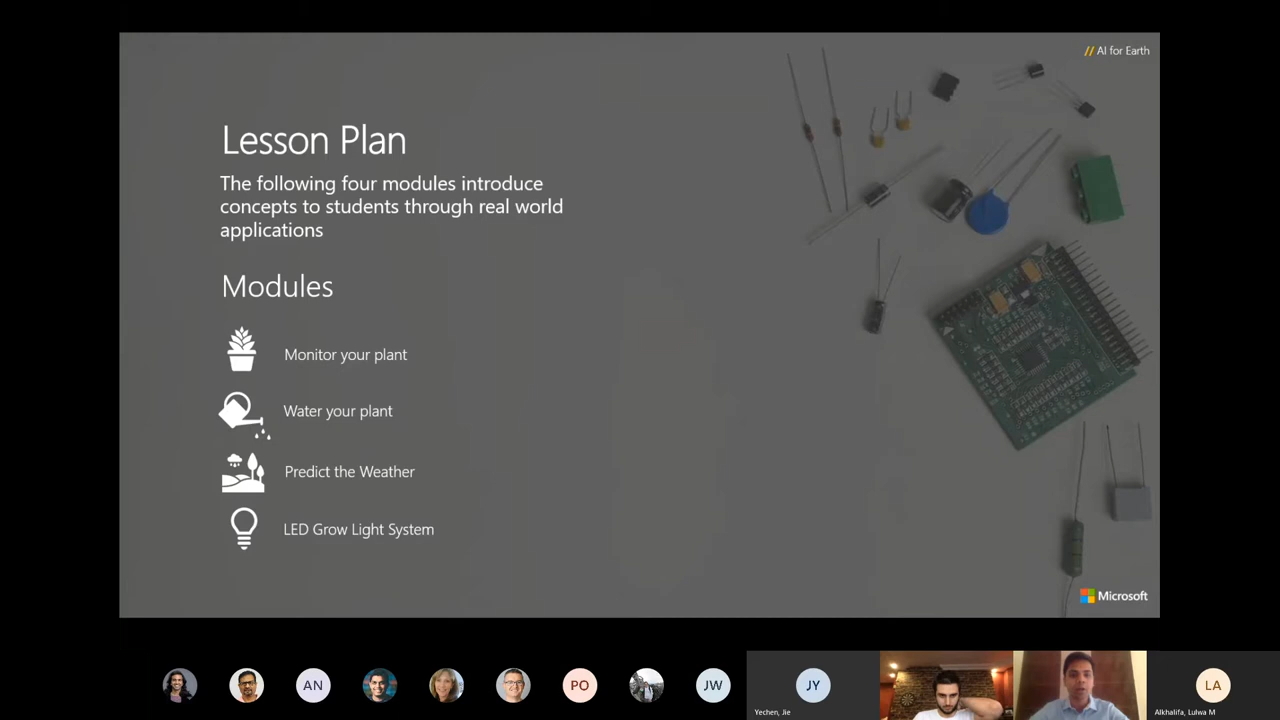 // AI for Earth
Lesson Plan
The following four modules introduce
concepts to students through real world
applications
Modules
Monitor your plant
Water your plant
Predict the Weather
LED Grow Light System
Microsoft
AN
PO
JW
JY
LA
Yechen, Jie
Alkhalifa, Lulwa M